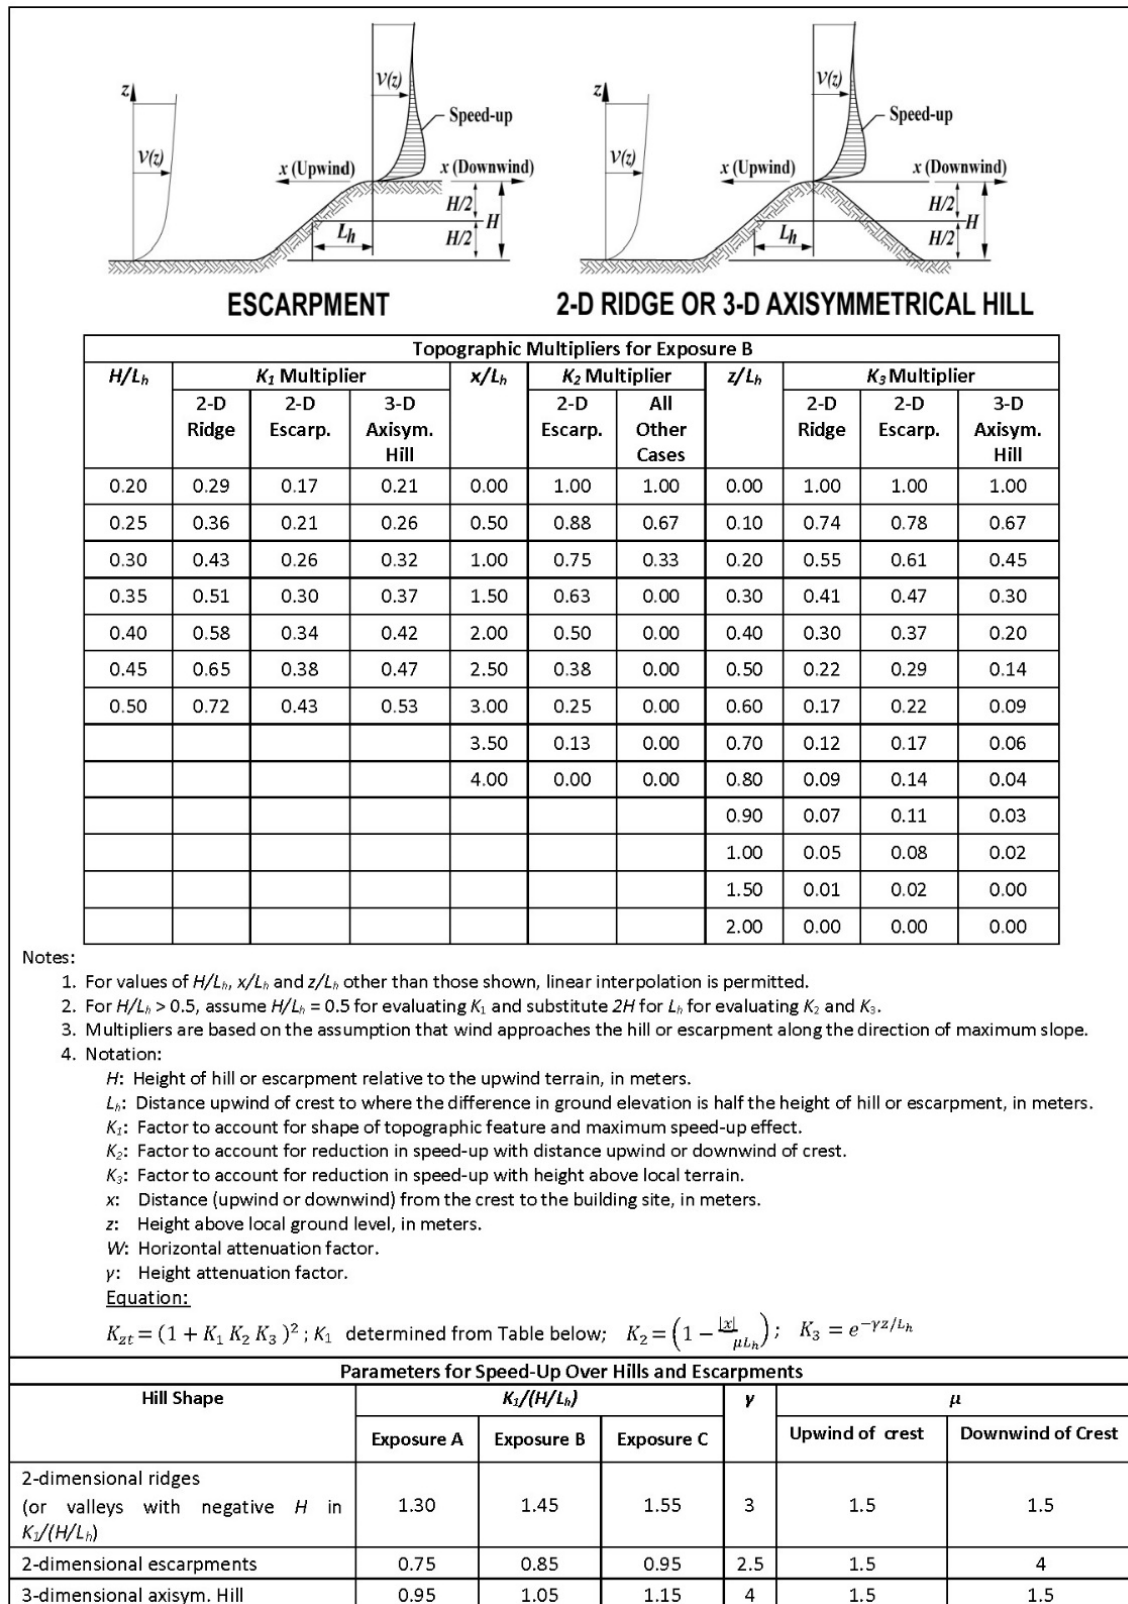 z
V(z)
V(z)
Speed-up
x (Upwind)
x (Downwind)
H/2
H
H/2
Lh
ESCARPMENT
z
V(z)
V(z)
Speed-up
x (Upwind)
x (Downwind)
H/2
H
H/2
Lh
2-D RIDGE OR 3-D AXISYMMETRICAL HILL
Topographic Multipliers for Exposure B
H/Lh K1 Multiplier x/Lh K2 Multiplier z/Lh K3 Multiplier
2-D Ridge 2-D Escarp. 3-D Axisym. Hill 2-D Escarp. All Other Cases 2-D Ridge 2-D Escarp. 3-D Axisym. Hill
0.20 0.29 0.17 0.21 0.00 1.00 1.00 0.00 1.00 1.00 1.00
0.25 0.36 0.21 0.26 0.50 0.88 0.67 0.10 0.74 0.78 0.67
0.30 0.43 0.26 0.32 1.00 0.75 0.33 0.20 0.55 0.61 0.45
0.35 0.51 0.30 0.37 1.50 0.63 0.00 0.30 0.41 0.47 0.30
0.40 0.58 0.34 0.42 2.00 0.50 0.00 0.40 0.30 0.37 0.20
0.45 0.65 0.38 0.47 2.50 0.38 0.00 0.50 0.22 0.29 0.14
0.50 0.72 0.43 0.53 3.00 0.25 0.00 0.60 0.17 0.22 0.09
3.50 0.13 0.00 0.70 0.12 0.17 0.06
4.00 0.00 0.00 0.80 0.09 0.14 0.04
0.90 0.07 0.11 0.03
1.00 0.05 0.08 0.02
1.50 0.01 0.02 0.00
2.00 0.00 0.00 0.00
Notes:
1. For values of H/Lh, x/Lh and z/Lh other than those shown, linear interpolation is permitted.
2. For H/Lh > 0.5, assume H/Lh = 0.5 for evaluating K1 and substitute 2H for Lh for evaluating K2 and K3.
3. Multipliers are based on the assumption that wind approaches the hill or escarpment along the direction of maximum slope.
4. Notation:
H: Height of hill or escarpment relative to the upwind terrain, in meters.
Lh: Distance upwind of crest to where the difference in ground elevation is half the height of hill or escarpment, in meters.
K1: Factor to account for shape of topographic feature and maximum speed-up effect.
K2: Factor to account for reduction in speed-up with distance upwind or downwind of crest.
K3: Factor to account for reduction in speed-up with height above local terrain.
x: Distance (upwind or downwind) from the crest to the building site, in meters.
z: Height above local ground level, in meters.
W: Horizontal attenuation factor.
γ: Height attenuation factor.
Equation:
Kzt = (1 + K1 K2 K3)²; K1 determined from Table below; K2 = (1 − |x|/μLh); K3 = e^−γz/Lh
Parameters for Speed-Up Over Hills and Escarpments
Hill Shape K1/(H/Lh) γ μ
Exposure A Exposure B Exposure C Upwind of crest Downwind of Crest
2-dimensional ridges
(or valleys with negative H in
K1/(H/Lh) 1.30 1.45 1.55 3 1.5 1.5
2-dimensional escarpments 0.75 0.85 0.95 2.5 1.5 4
3-dimensional axisym. Hill 0.95 1.05 1.15 4 1.5 1.5